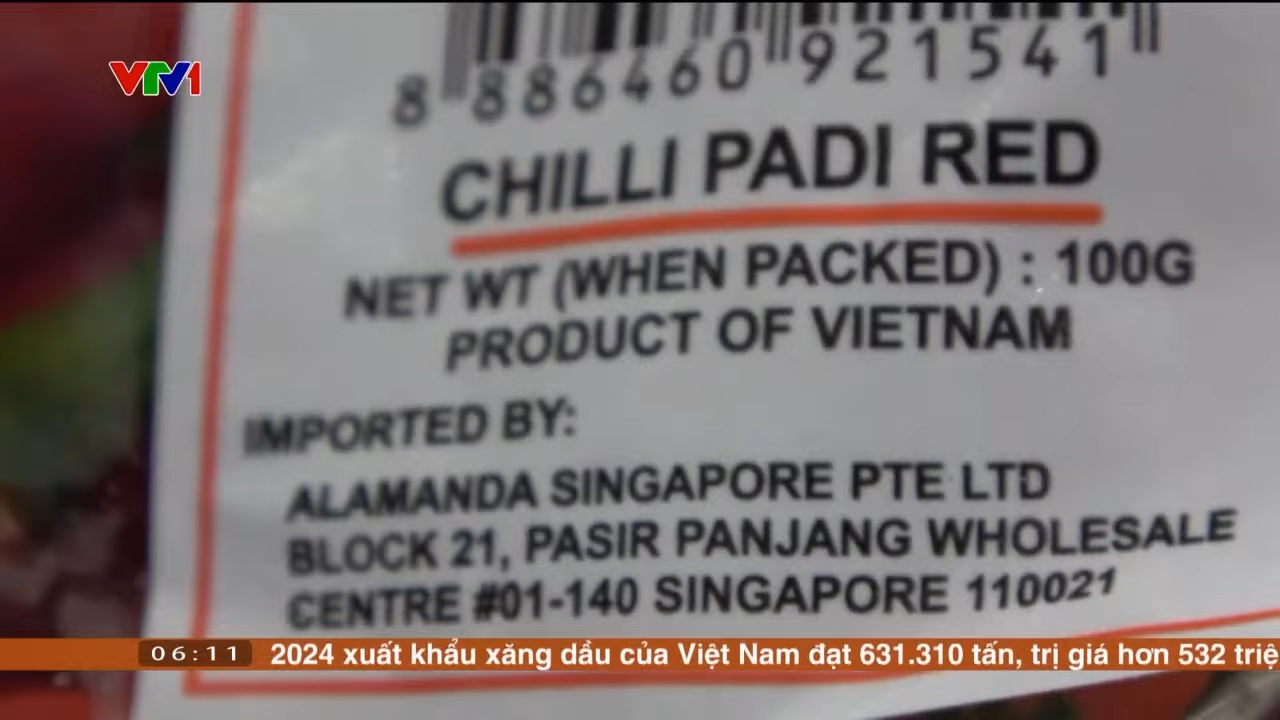 VTV1
8 886460 921541
CHILLI PADI RED
NET WT (WHEN PACKED) : 100G
PRODUCT OF VIETNAM
IMPORTED BY:
ALAMANDA SINGAPORE PTE LTD
BLOCK 21, PASIR PANJANG WHOLESALE
CENTRE #01-140 SINGAPORE 110021
06:11 2024 xuất khẩu xăng dầu của Việt Nam đạt 631.310 tấn, trị giá hơn 532 triệ